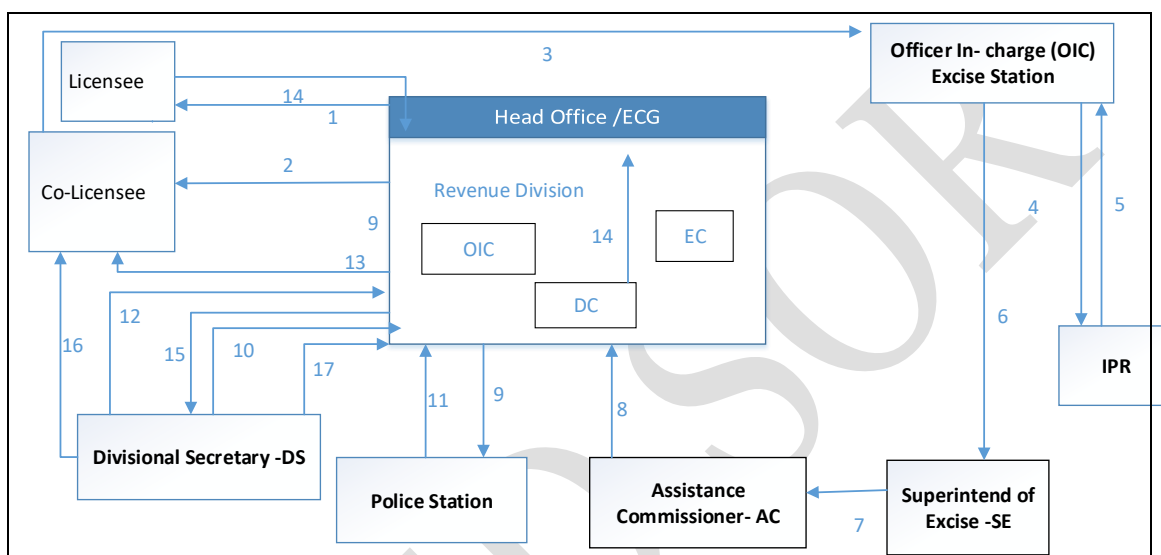 3
Officer In- charge (OIC)
Excise Station
Licensee
14
1
Head Office /ECG
Co-Licensee
2
Revenue Division
9
OIC
14
EC
4
5
13
DC
12
16
15
10
17
6
IPR
11
9
8
Divisional Secretary -DS
Police Station
Assistance
Commissioner- AC
7
Superintend of
Excise -SE